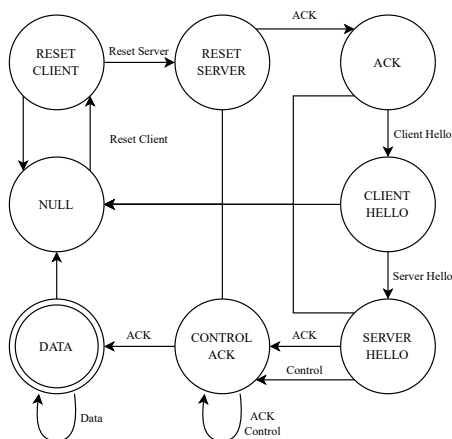 ACK
RESET
CLIENT
Reset Server
RESET
SERVER
ACK
Client Hello
Reset Client
NULL
CLIENT
HELLO
Server Hello
DATA
ACK
CONTROL
ACK
ACK
Control
SERVER
HELLO
Data
ACK
Control